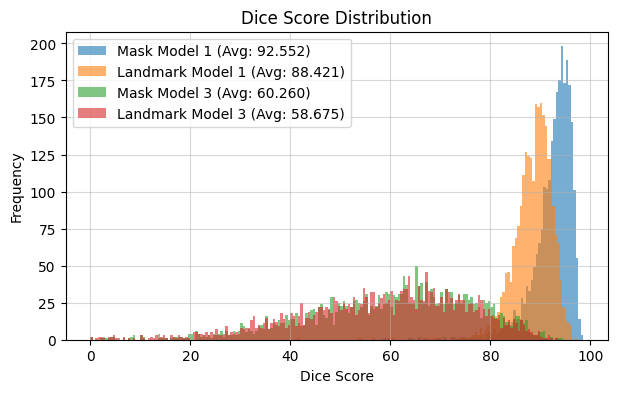 Dice Score Distribution
Mask Model 1 (Avg: 92.552)
Landmark Model 1 (Avg: 88.421)
Mask Model 3 (Avg: 60.260)
Landmark Model 3 (Avg: 58.675)
Frequency
200
175
150
125
100
75
50
25
0
0 20 40 60 80 100
Dice Score